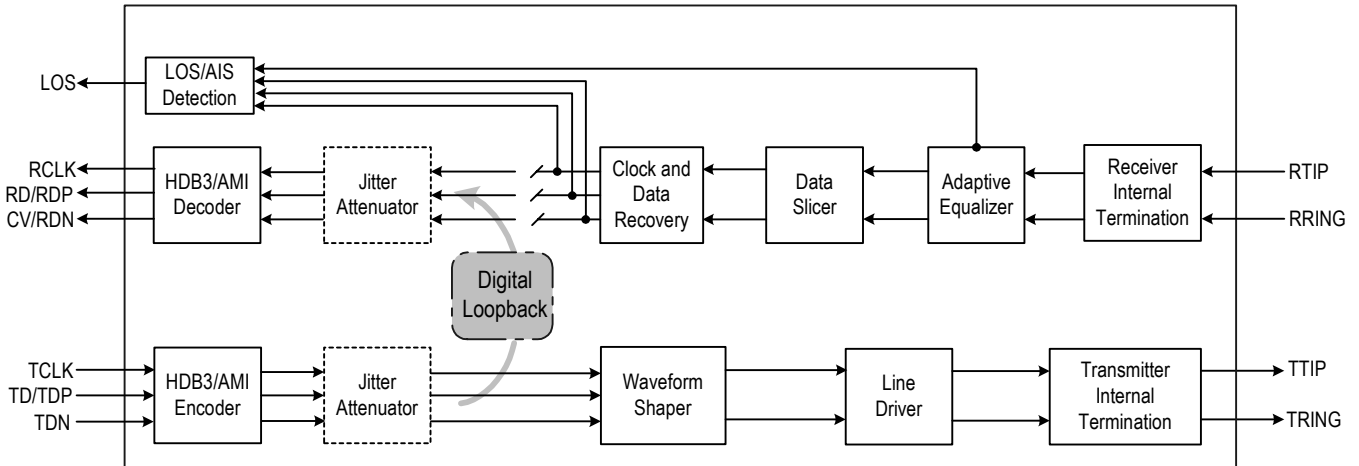 LOS
LOS/AIS
Detection
RCLK
RD/RDP
CV/RDN
HDB3/AMI
Decoder
Jitter
Attenuator
Clock and
Data
Recovery
Data
Slicer
Adaptive
Equalizer
Receiver
Internal
Termination
RTIP
RRING
Digital
Loopback
TCLK
TD/TDP
TDN
HDB3/AMI
Encoder
Jitter
Attenuator
Waveform
Shaper
Line
Driver
Transmitter
Internal
Termination
TTIP
TRING